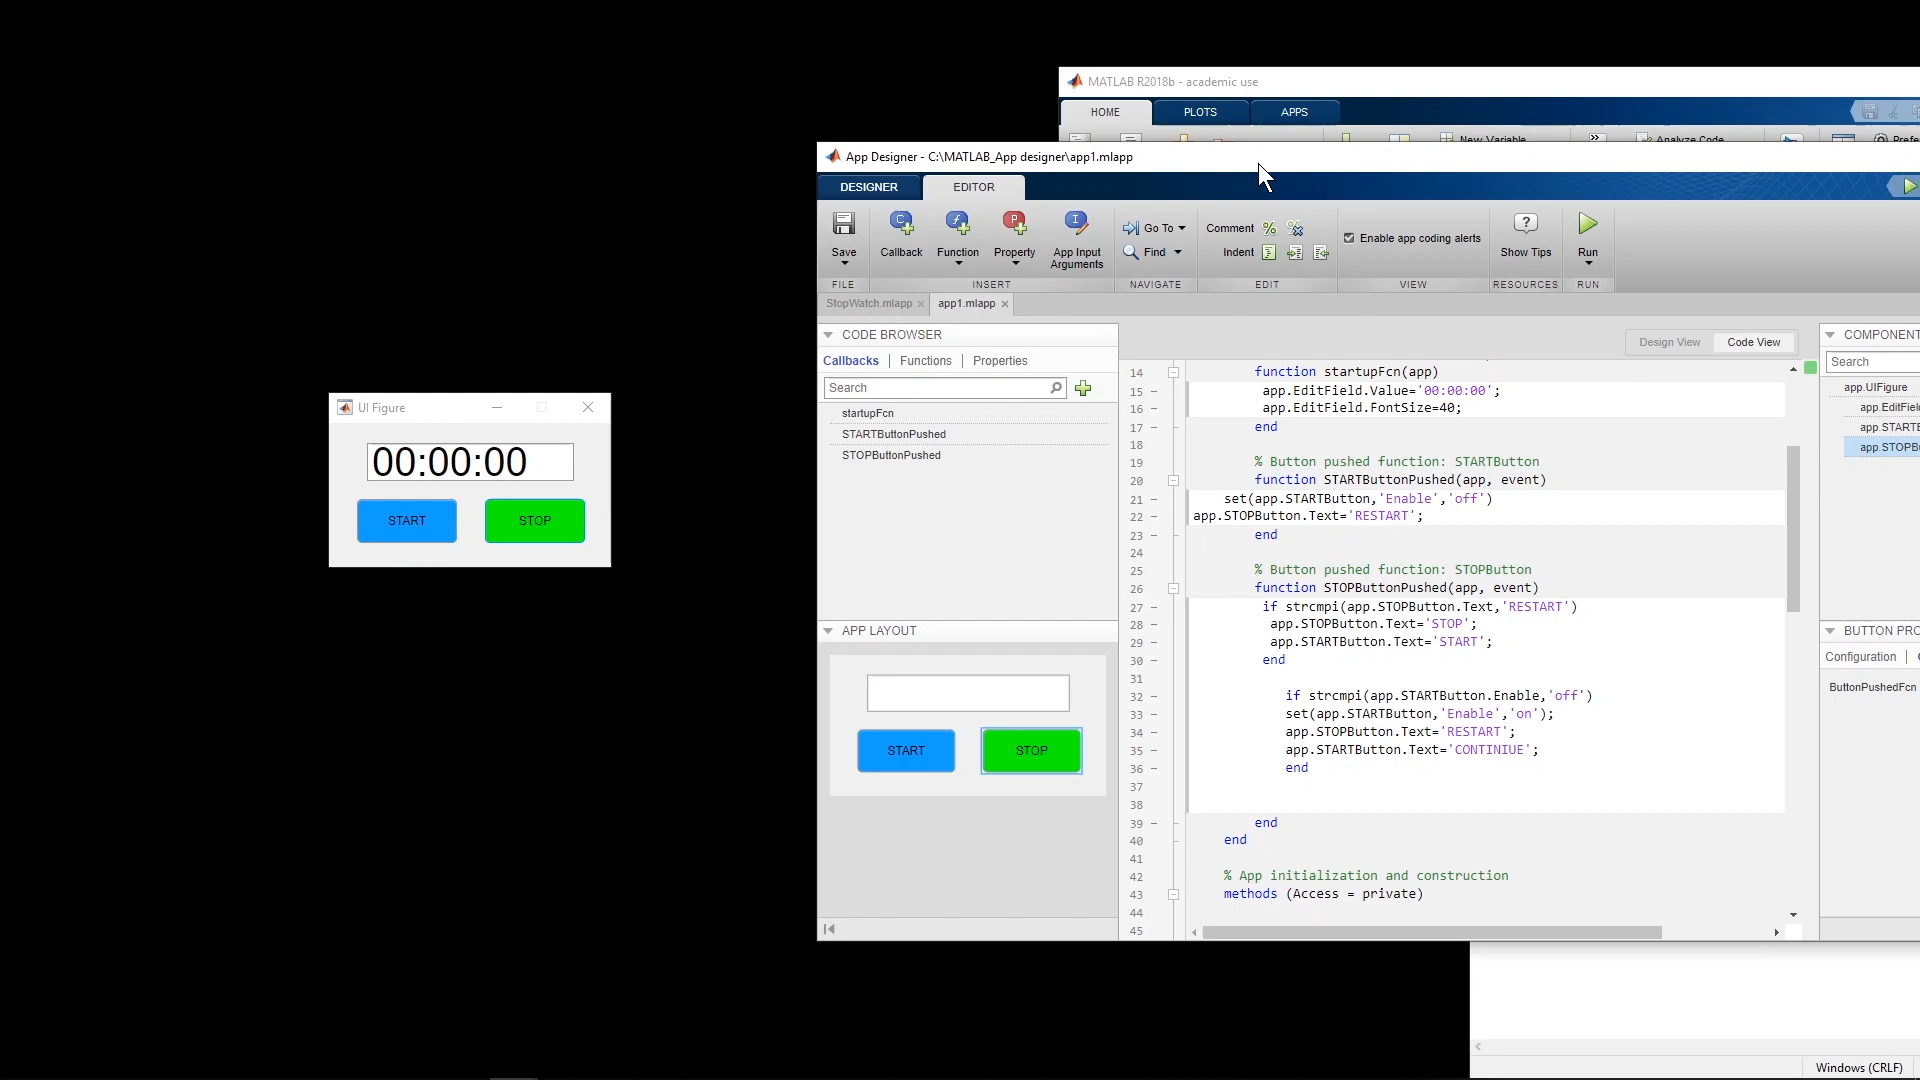 MATLAB R2018b - academic use
HOME PLOTS APPS
New Variable Analyze Code
App Designer - C:\MATLAB_App designer\app1.mlapp
DESIGNER EDITOR
Save
Callback
Function
Property
App Input
Arguments
Go To
Find
Comment
Indent
Enable app coding alerts
Show Tips
Run
FILE INSERT NAVIGATE EDIT VIEW RESOURCES RUN
StopWatch.mlapp app1.mlapp
CODE BROWSER
Callbacks Functions Properties
Search
startupFcn
STARTButtonPushed
STOPButtonPushed
APP LAYOUT
START STOP
UI Figure
00:00:00
START STOP
Design View Code View
14 function startupFcn(app)
15 – app.EditField.Value='00:00:00';
16 – app.EditField.FontSize=40;
17 – end
18
19 % Button pushed function: STARTButton
20 function STARTButtonPushed(app, event)
21 – set(app.STARTButton,'Enable','off')
22 – app.STOPButton.Text='RESTART';
23 – end
24
25 % Button pushed function: STOPButton
26 function STOPButtonPushed(app, event)
27 – if strcmpi(app.STOPButton.Text,'RESTART')
28 – app.STOPButton.Text='STOP';
29 – app.STARTButton.Text='START';
30 – end
31
32 – if strcmpi(app.STARTButton.Enable,'off')
33 – set(app.STARTButton,'Enable','on');
34 – app.STOPButton.Text='RESTART';
35 – app.STARTButton.Text='CONTINIUE';
36 – end
37
38
39 – end
40 end
41
42 % App initialization and construction
43 methods (Access = private)
44
45
COMPONENT
Search
app.UIFigure
app.EditFiel
app.START
app.STOPB
BUTTON PRO
Configuration
ButtonPushedFcn
Windows (CRLF)